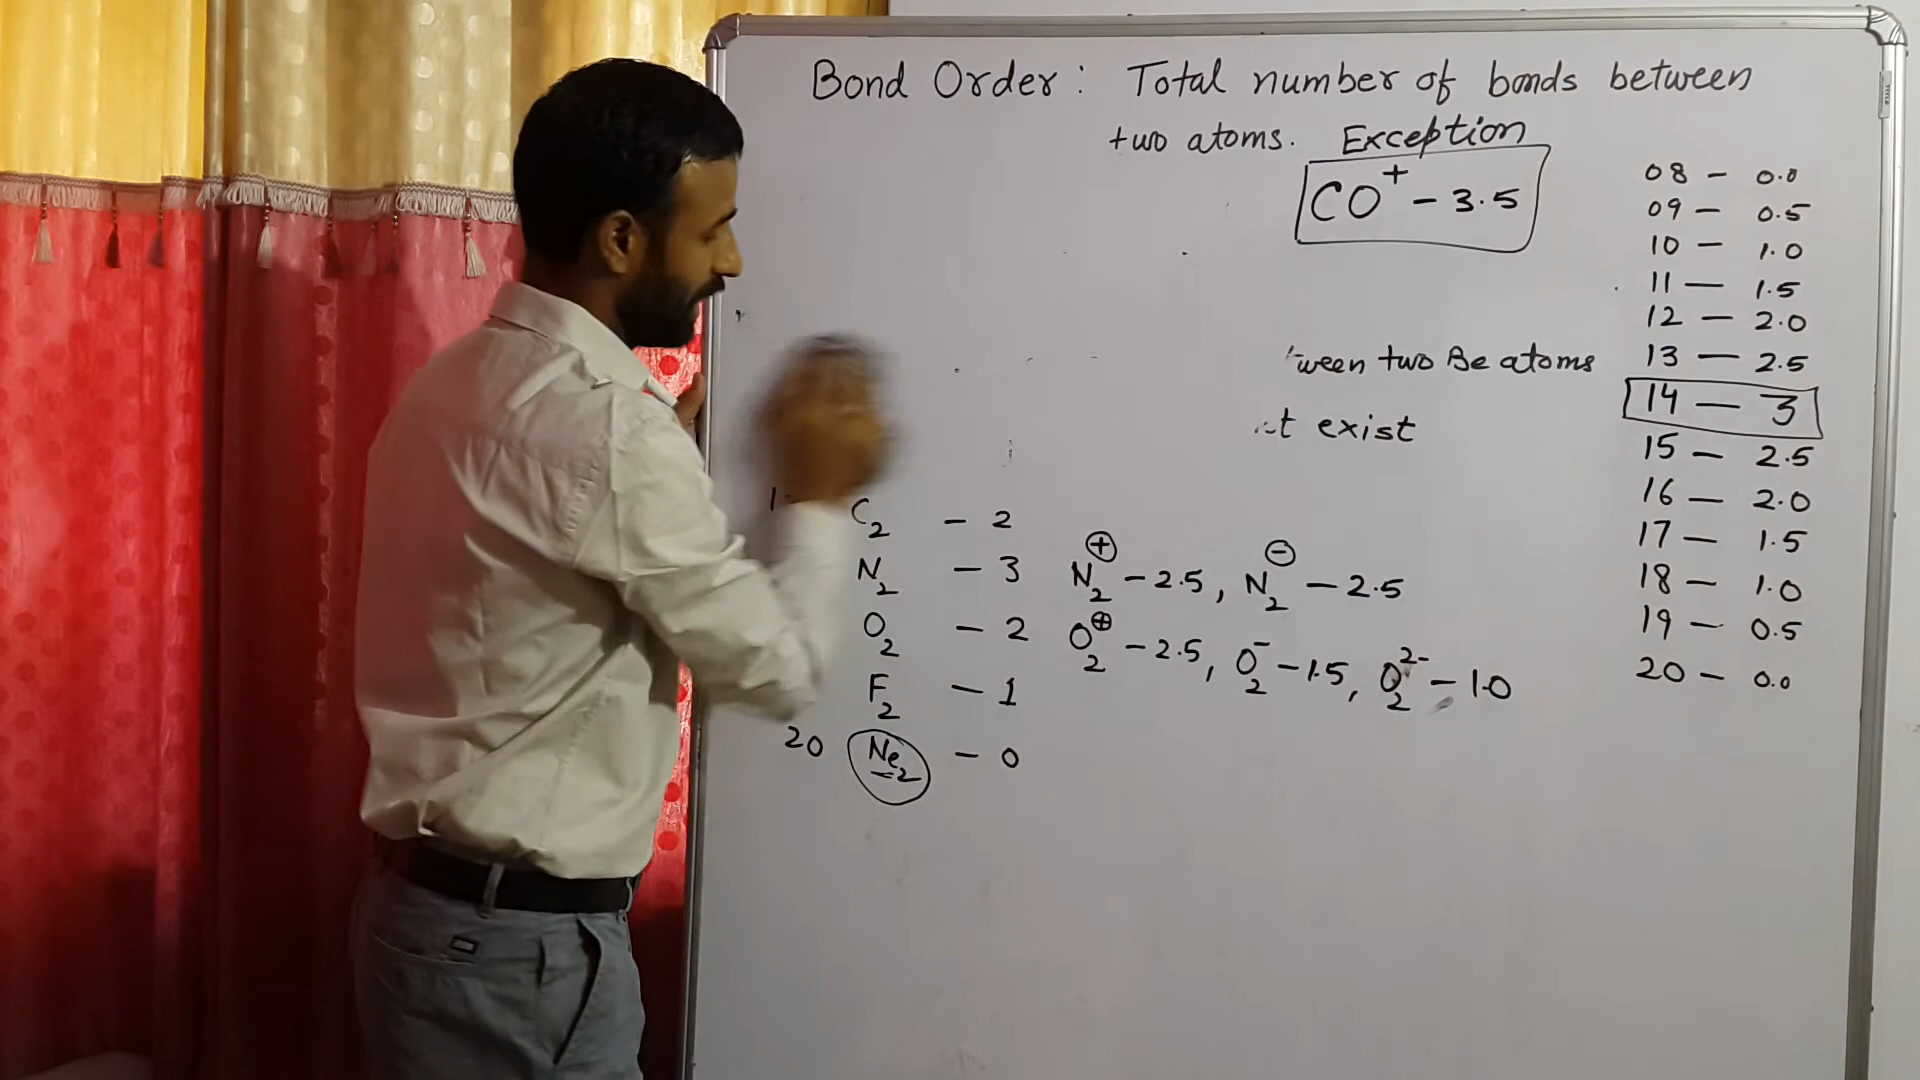 Bond Order: Total number of bonds between
two atoms. Exception
CO⁺ – 3.5
two Be atoms
exist
C₂ – 2
N₂ – 3 N₂⊕ – 2.5, N₂⊖ – 2.5
O₂ – 2 O₂⊕ – 2.5, O₂⁻ – 1.5, O₂²⁻ – 1.0
F₂ – 1
20 Ne₂ – 0
08 – 0.0
09 – 0.5
10 – 1.0
11 – 1.5
12 – 2.0
13 – 2.5
14 – 3
15 – 2.5
16 – 2.0
17 – 1.5
18 – 1.0
19 – 0.5
20 – 0.0